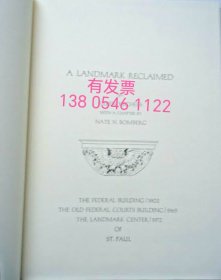 A LANDMARK RECLAIMED
有发票
138 0546 1122
WITH A CHAPTER BY
NATE N. BOMBERG
THE FEDERAL BUILDING/1902
THE OLD FEDERAL COURTS BUILDING/1969
THE LANDMARK CENTER/1972
OF
ST. PAUL